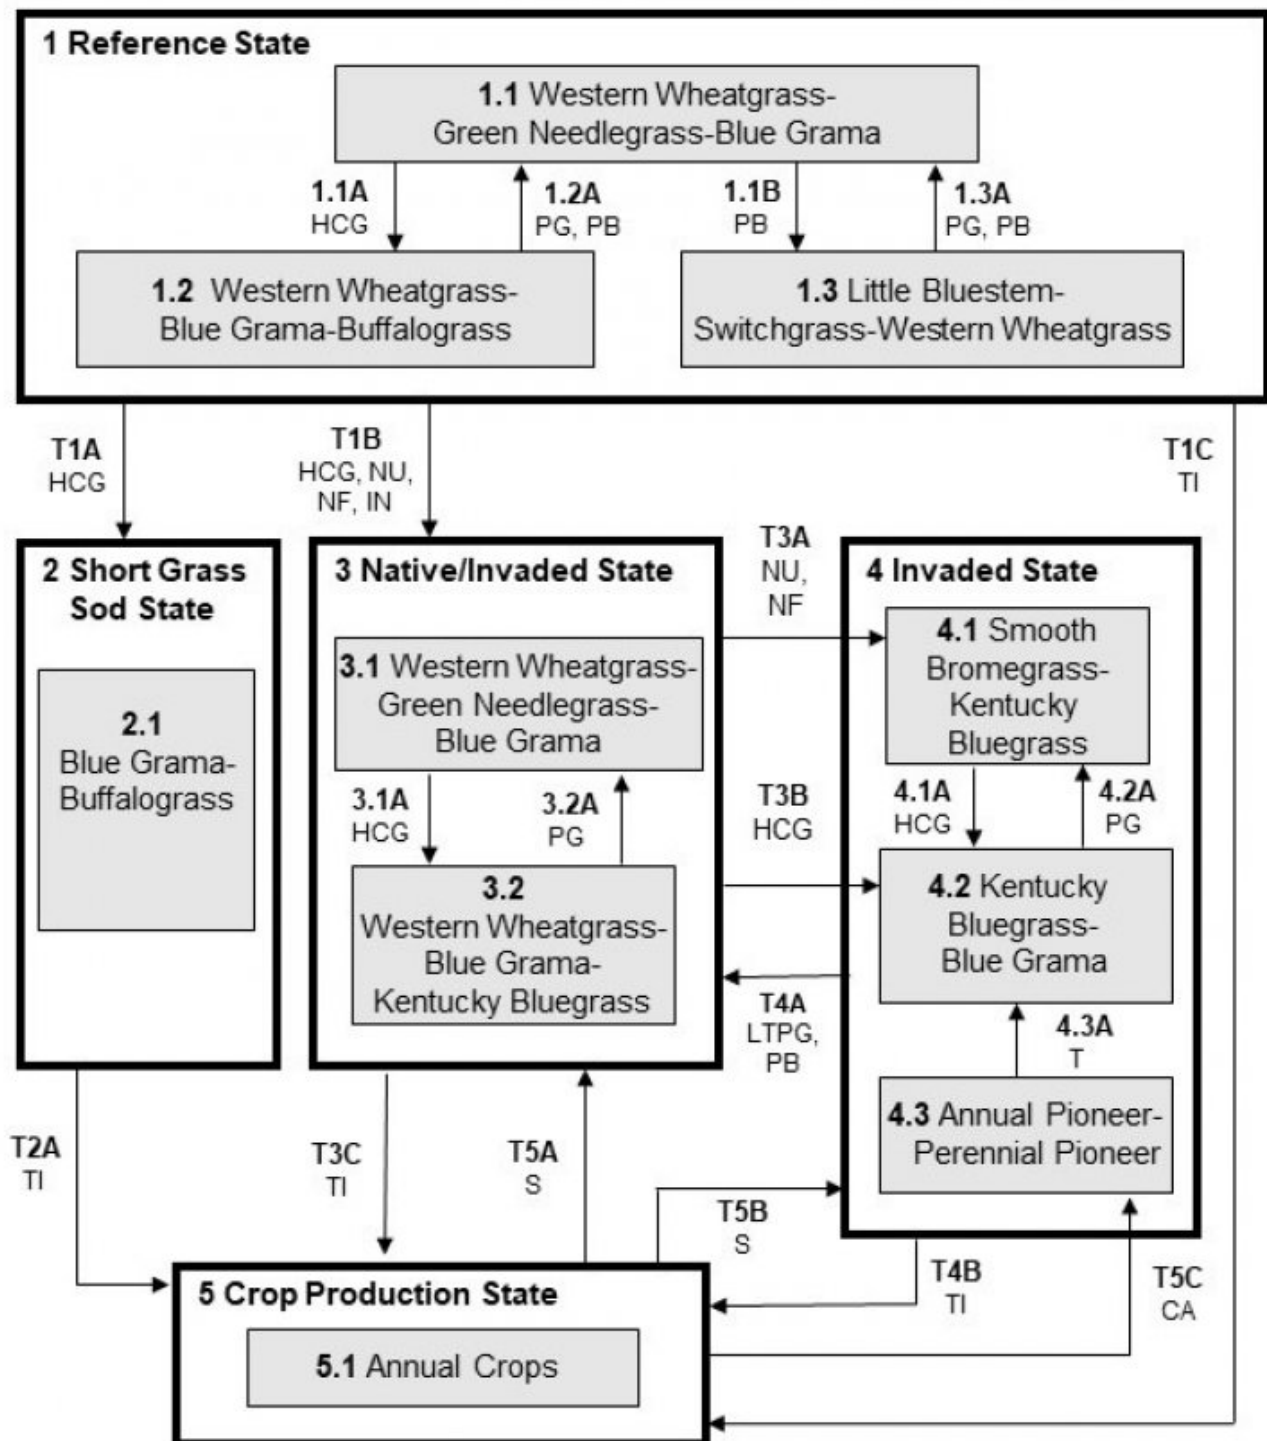 1 Reference State
1.1 Western Wheatgrass-
Green Needlegrass-Blue Grama
1.1A
HCG
1.2A
PG, PB
1.1B
PB
1.3A
PG, PB
1.2 Western Wheatgrass-
Blue Grama-Buffalograss
1.3 Little Bluestem-
Switchgrass-Western Wheatgrass
T1A
HCG
T1B
HCG, NU,
NF, IN
T1C
TI
2 Short Grass
Sod State
2.1
Blue Grama-
Buffalograss
3 Native/Invaded State
3.1 Western Wheatgrass-
Green Needlegrass-
Blue Grama
3.1A
HCG
3.2A
PG
3.2
Western Wheatgrass-
Blue Grama-
Kentucky Bluegrass
T3A
NU,
NF
T3B
HCG
T4A
LTPG,
PB
4 Invaded State
4.1 Smooth
Bromegrass-
Kentucky
Bluegrass
4.1A
HCG
4.2A
PG
4.2 Kentucky
Bluegrass-
Blue Grama
4.3A
T
4.3 Annual Pioneer-
Perennial Pioneer
T2A
TI
T3C
TI
T5A
S
T5B
S
T4B
TI
T5C
CA
5 Crop Production State
5.1 Annual Crops